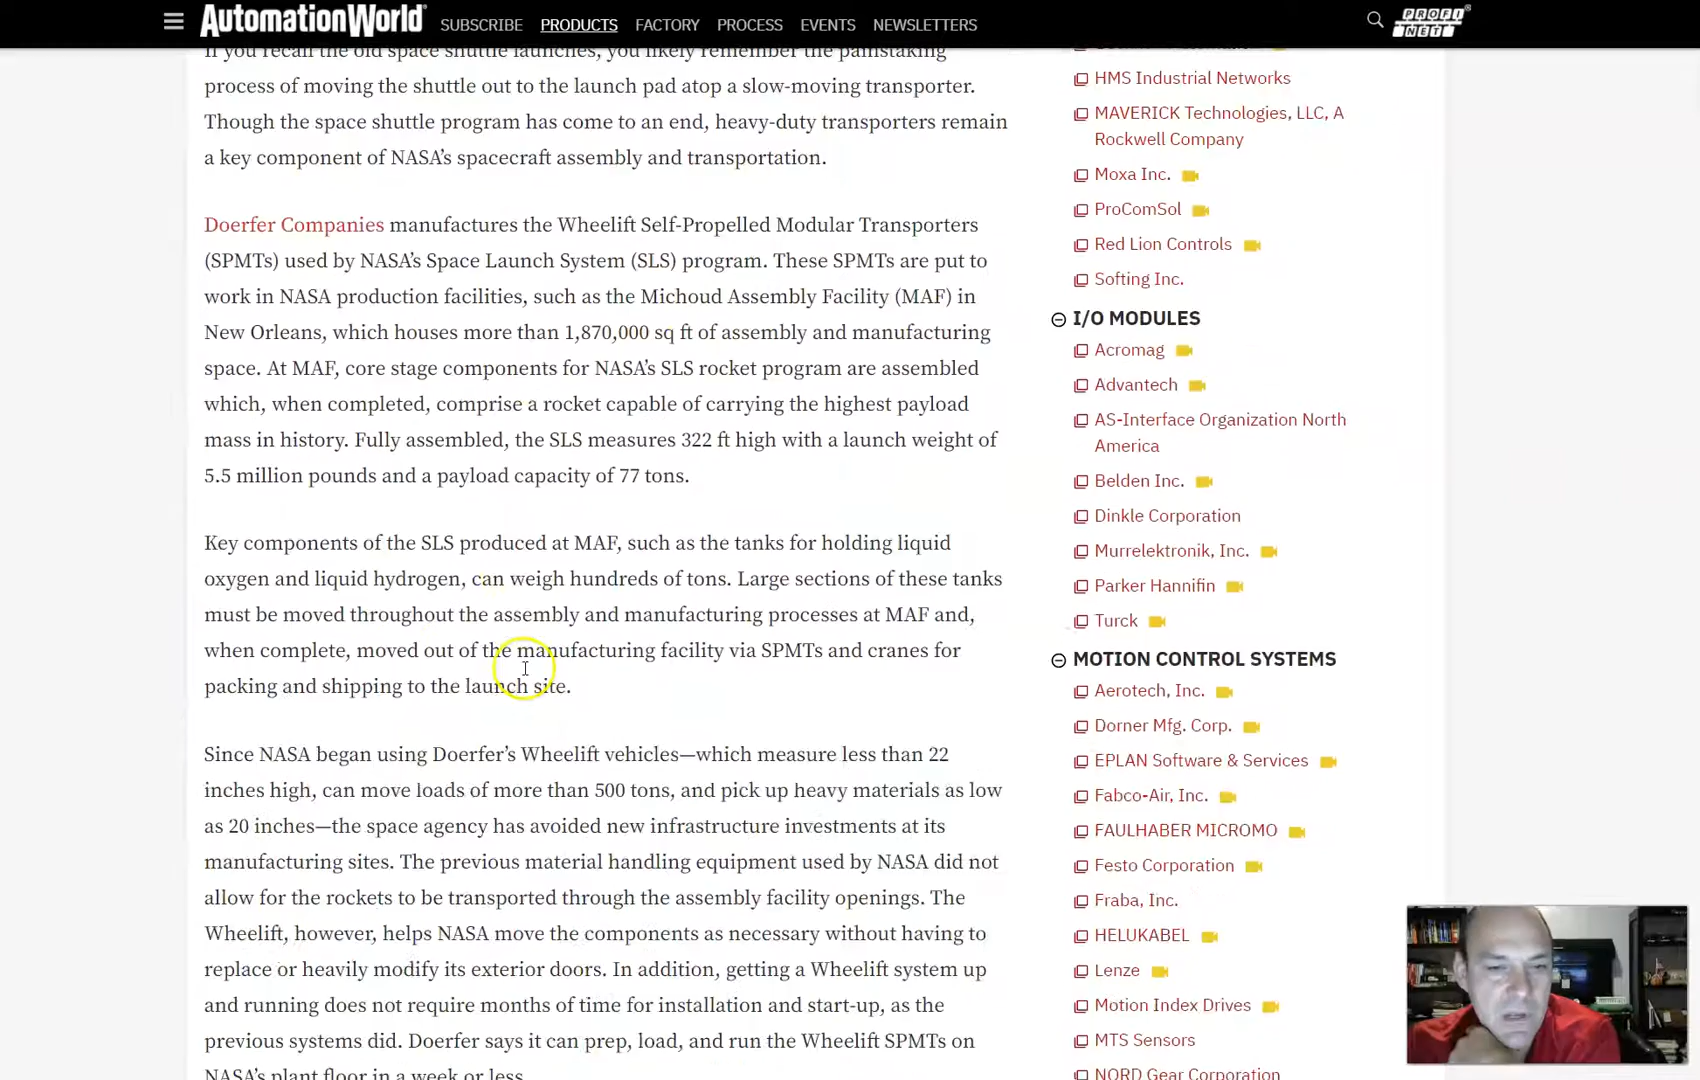 AutomationWorld
SUBSCRIBE PRODUCTS FACTORY PROCESS EVENTS NEWSLETTERS
PROFI
NET
If you recall the old space shuttle launches, you likely remember the painstaking
process of moving the shuttle out to the launch pad atop a slow-moving transporter.
Though the space shuttle program has come to an end, heavy-duty transporters remain
a key component of NASA's spacecraft assembly and transportation.
Doerfer Companies manufactures the Wheelift Self-Propelled Modular Transporters
(SPMTs) used by NASA's Space Launch System (SLS) program. These SPMTs are put to
work in NASA production facilities, such as the Michoud Assembly Facility (MAF) in
New Orleans, which houses more than 1,870,000 sq ft of assembly and manufacturing
space. At MAF, core stage components for NASA's SLS rocket program are assembled
which, when completed, comprise a rocket capable of carrying the highest payload
mass in history. Fully assembled, the SLS measures 322 ft high with a launch weight of
5.5 million pounds and a payload capacity of 77 tons.
Key components of the SLS produced at MAF, such as the tanks for holding liquid
oxygen and liquid hydrogen, can weigh hundreds of tons. Large sections of these tanks
must be moved throughout the assembly and manufacturing processes at MAF and,
when complete, moved out of the manufacturing facility via SPMTs and cranes for
packing and shipping to the launch site.
Since NASA began using Doerfer's Wheelift vehicles—which measure less than 22
inches high, can move loads of more than 500 tons, and pick up heavy materials as low
as 20 inches—the space agency has avoided new infrastructure investments at its
manufacturing sites. The previous material handling equipment used by NASA did not
allow for the rockets to be transported through the assembly facility openings. The
Wheelift, however, helps NASA move the components as necessary without having to
replace or heavily modify its exterior doors. In addition, getting a Wheelift system up
and running does not require months of time for installation and start-up, as the
previous systems did. Doerfer says it can prep, load, and run the Wheelift SPMTs on
NASA's plant floor in a week or less.
HMS Industrial Networks
MAVERICK Technologies, LLC, A
Rockwell Company
Moxa Inc.
ProComSol
Red Lion Controls
Softing Inc.
I/O MODULES
Acromag
Advantech
AS-Interface Organization North
America
Belden Inc.
Dinkle Corporation
Murrelektronik, Inc.
Parker Hannifin
Turck
MOTION CONTROL SYSTEMS
Aerotech, Inc.
Dorner Mfg. Corp.
EPLAN Software & Services
Fabco-Air, Inc.
FAULHABER MICROMO
Festo Corporation
Fraba, Inc.
HELUKABEL
Lenze
Motion Index Drives
MTS Sensors
NORD Gear Corporation